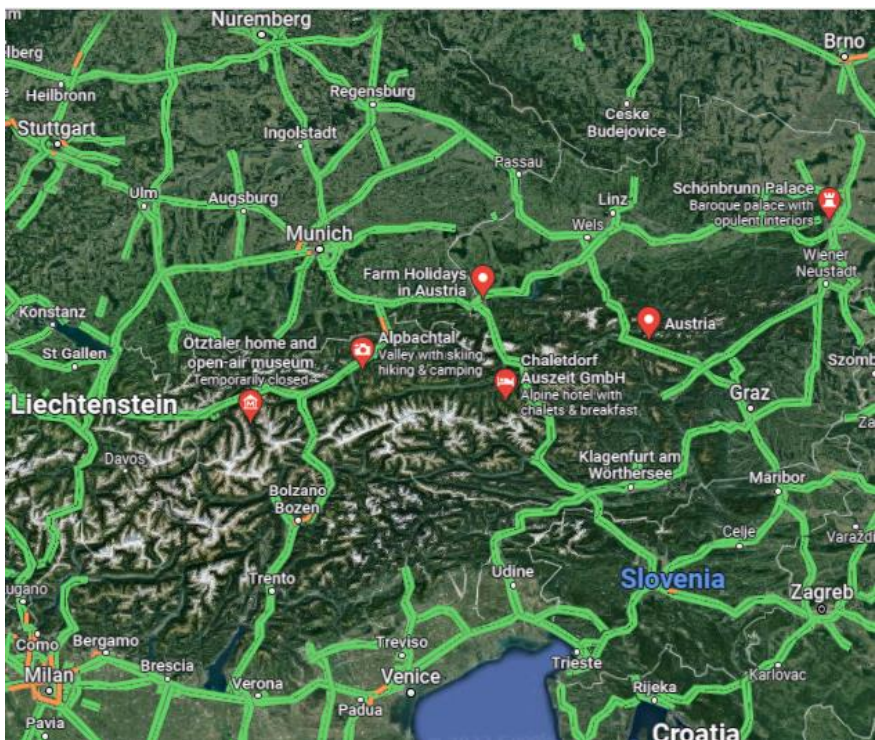 Nuremberg
Brno
Heilbronn
Regensburg
Stuttgart
Ingolstadt
Ceske
Budejovice
Passau
Ulm
Augsburg
Linz
Schönbrunn Palace
Baroque palace with
opulent interiors
Wels
Munich
Wiener
Neustadt
Farm Holidays
in Austria
Konstanz
Ötztaler home and
open-air museum
Temporarily closed
Alpbachtal
Valley with skiing,
hiking & camping
Austria
St Gallen
Chaletdorf
Auszeit GmbH
Alpine hotel with
chalets & breakfast
Graz
Liechtenstein
Davos
Klagenfurt am
Wörthersee
Maribor
Bolzano
Bozen
Celje
Udine
Slovenia
Trento
Zagreb
Como
Bergamo
Treviso
Trieste
Milan
Brescia
Verona
Venice
Padua
Rijeka
Karlovac
Pavia
Croatia